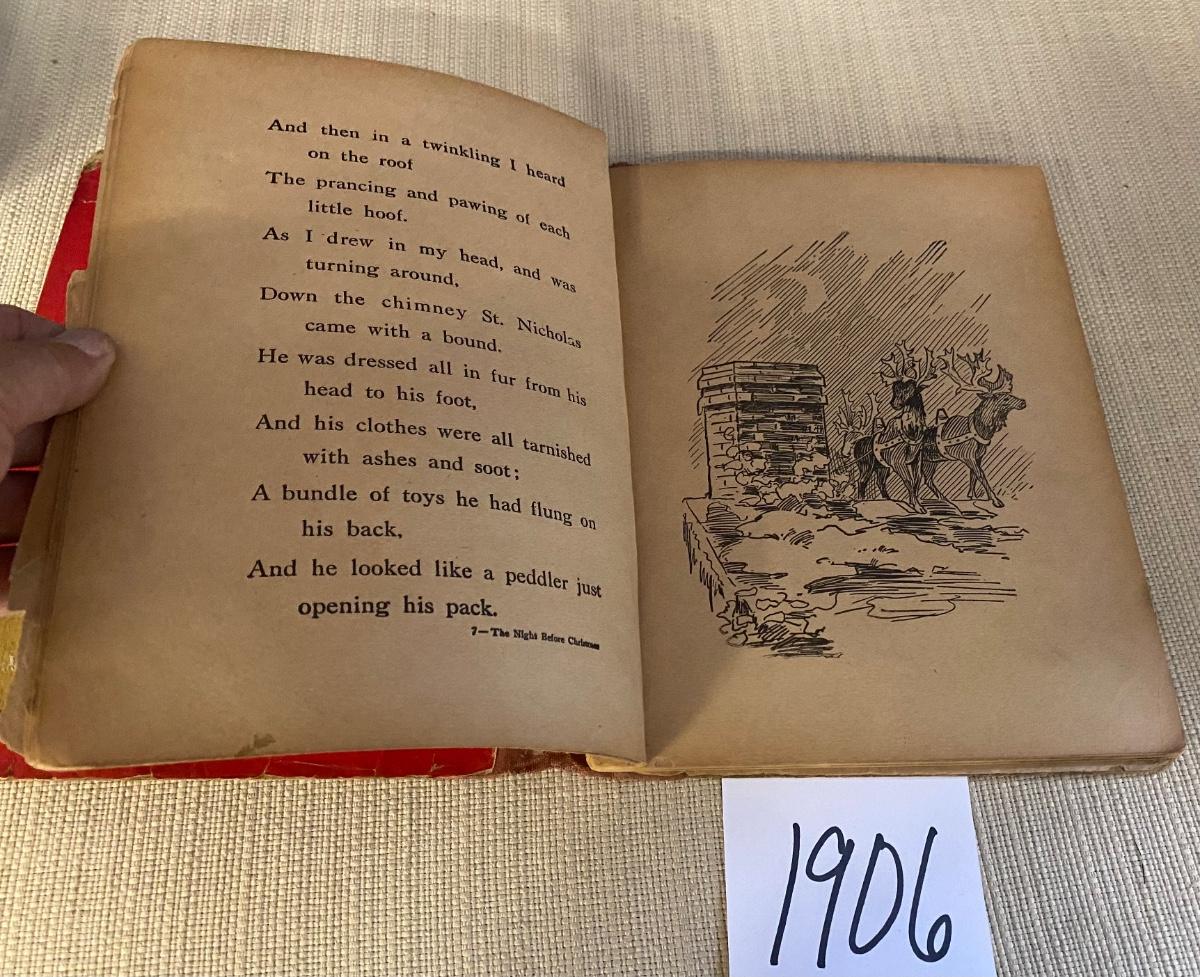 And then in a twinkling I heard
on the roof
The prancing and pawing of each
little hoof.
As I drew in my head, and was
turning around,
Down the chimney St. Nicholas
came with a bound.
He was dressed all in fur from his
head to his foot,
And his clothes were all tarnished
with ashes and soot;
A bundle of toys he had flung on
his back,
And he looked like a peddler just
opening his pack.
7—The Night Before Christmas
1906